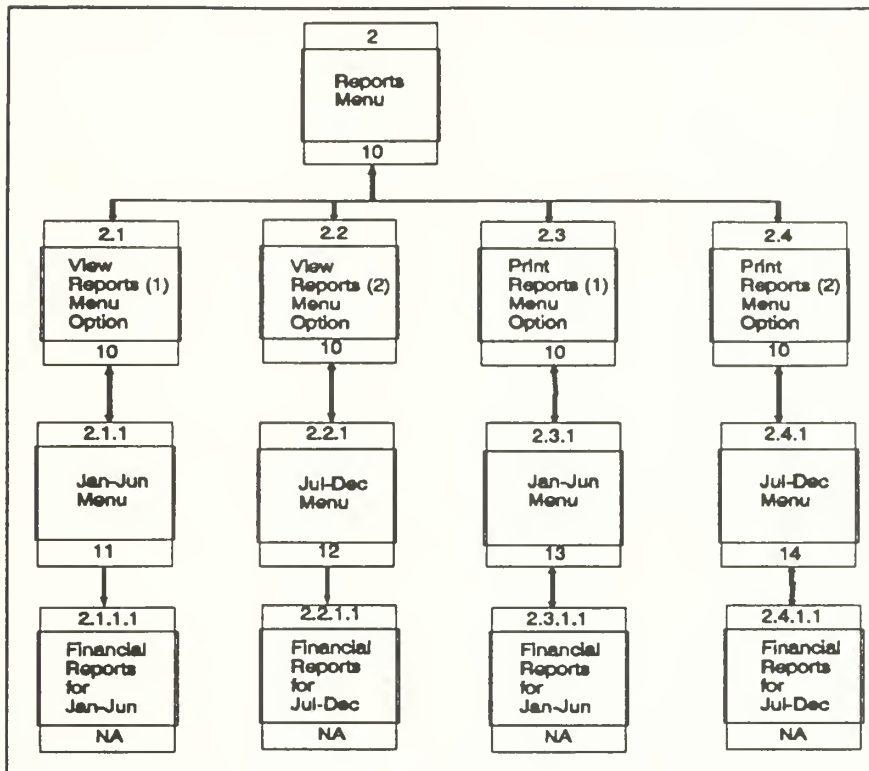 2
Reports
Menu
10
2.1
View
Reports (1)
Menu
Option
10
2.2
View
Reports (2)
Menu
Option
10
2.3
Print
Reports (1)
Menu
Option
10
2.4
Print
Reports (2)
Menu
Option
10
2.1.1
Jan-Jun
Menu
11
2.2.1
Jul-Dec
Menu
12
2.3.1
Jan-Jun
Menu
13
2.4.1
Jul-Dec
Menu
14
2.1.1.1
Financial
Reports
for
Jan-Jun
NA
2.2.1.1
Financial
Reports
for
Jul-Dec
NA
2.3.1.1
Financial
Reports
for
Jan-Jun
NA
2.4.1.1
Financial
Reports
for
Jul-Dec
NA